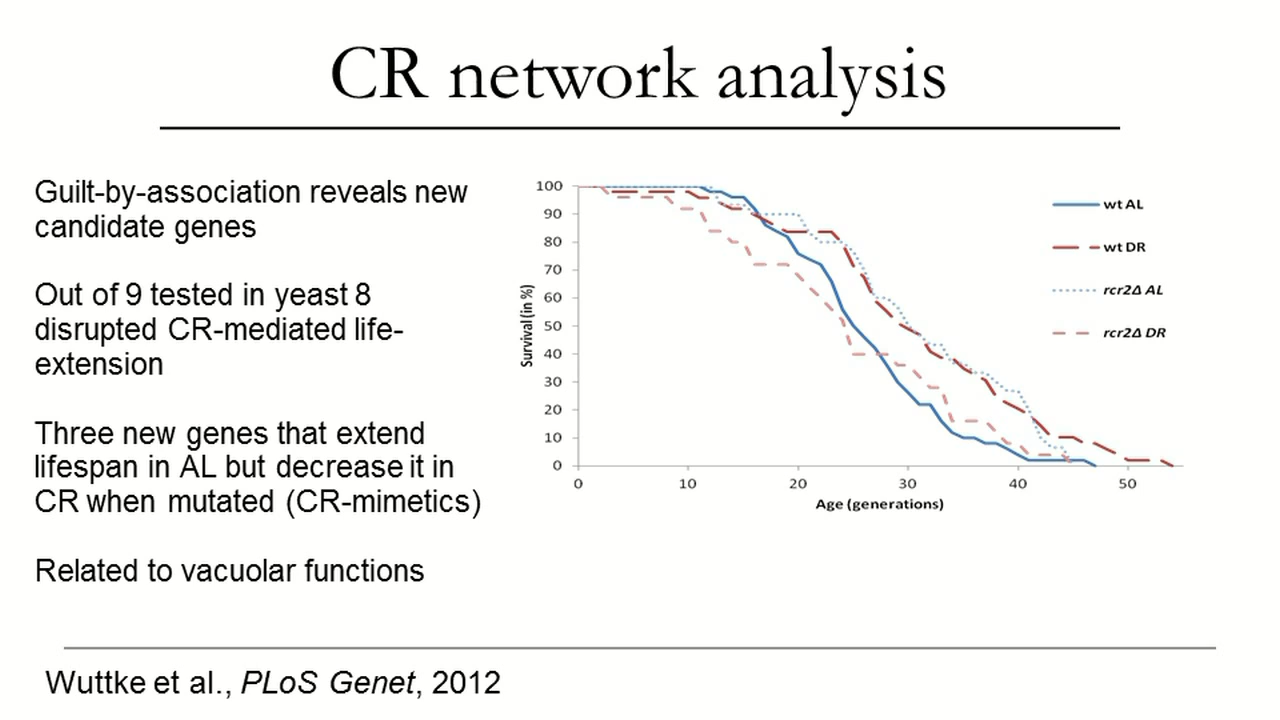 CR network analysis
Guilt-by-association reveals new
candidate genes
Out of 9 tested in yeast 8
disrupted CR-mediated life-
extension
Three new genes that extend
lifespan in AL but decrease it in
CR when mutated (CR-mimetics)
Related to vacuolar functions
100
90
80
70
60
50
40
30
20
10
0
Survival (in %)
0 10 20 30 40 50
Age (generations)
wt AL
wt DR
rcr2Δ AL
rcr2Δ DR
Wuttke et al., PLoS Genet, 2012